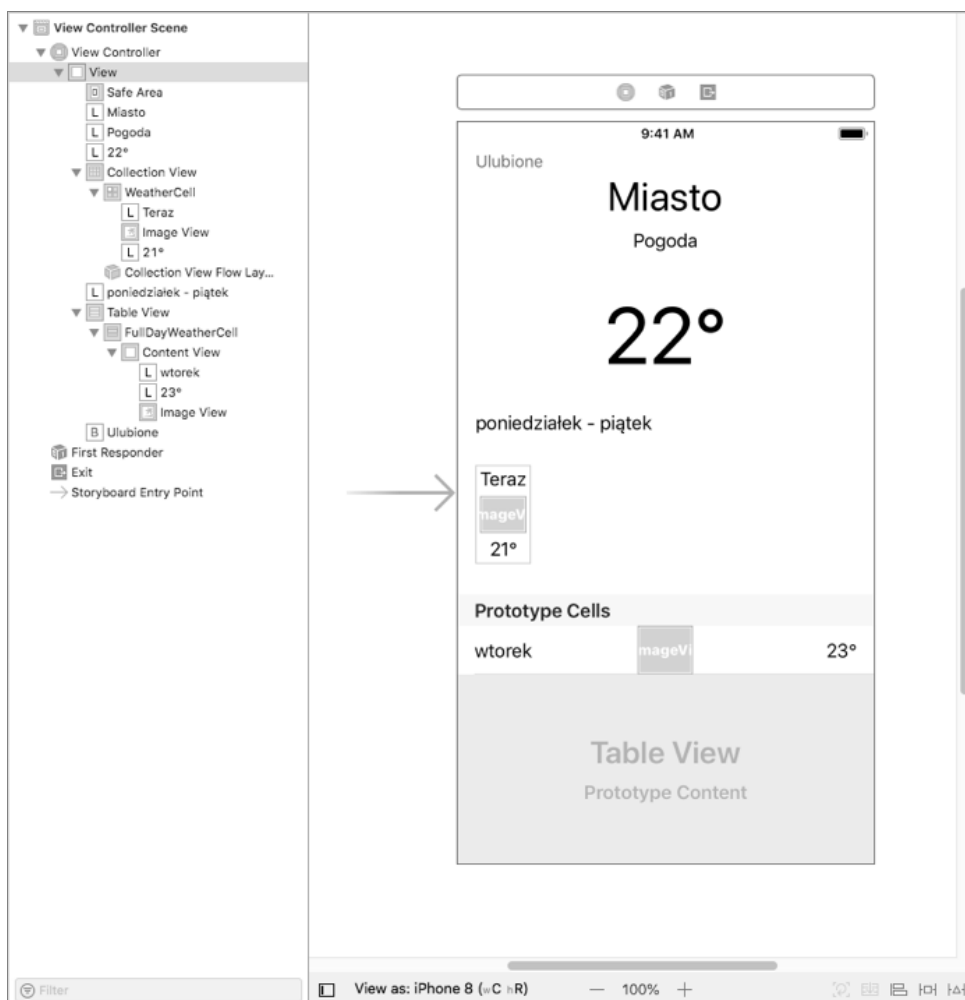 View Controller Scene
View Controller
View
Safe Area
L Miasto
L Pogoda
L 22°
Collection View
WeatherCell
L Teraz
Image View
L 21°
Collection View Flow Lay...
L poniedziałek - piątek
Table View
FullDayWeatherCell
Content View
L wtorek
L 23°
Image View
B Ulubione
First Responder
Exit
Storyboard Entry Point
Filter
9:41 AM
Ulubione
Miasto
Pogoda
22°
poniedziałek - piątek
Teraz
mageV
21°
Prototype Cells
wtorek mageVi 23°
Table View
Prototype Content
View as: iPhone 8 (wC hR) — 100% +